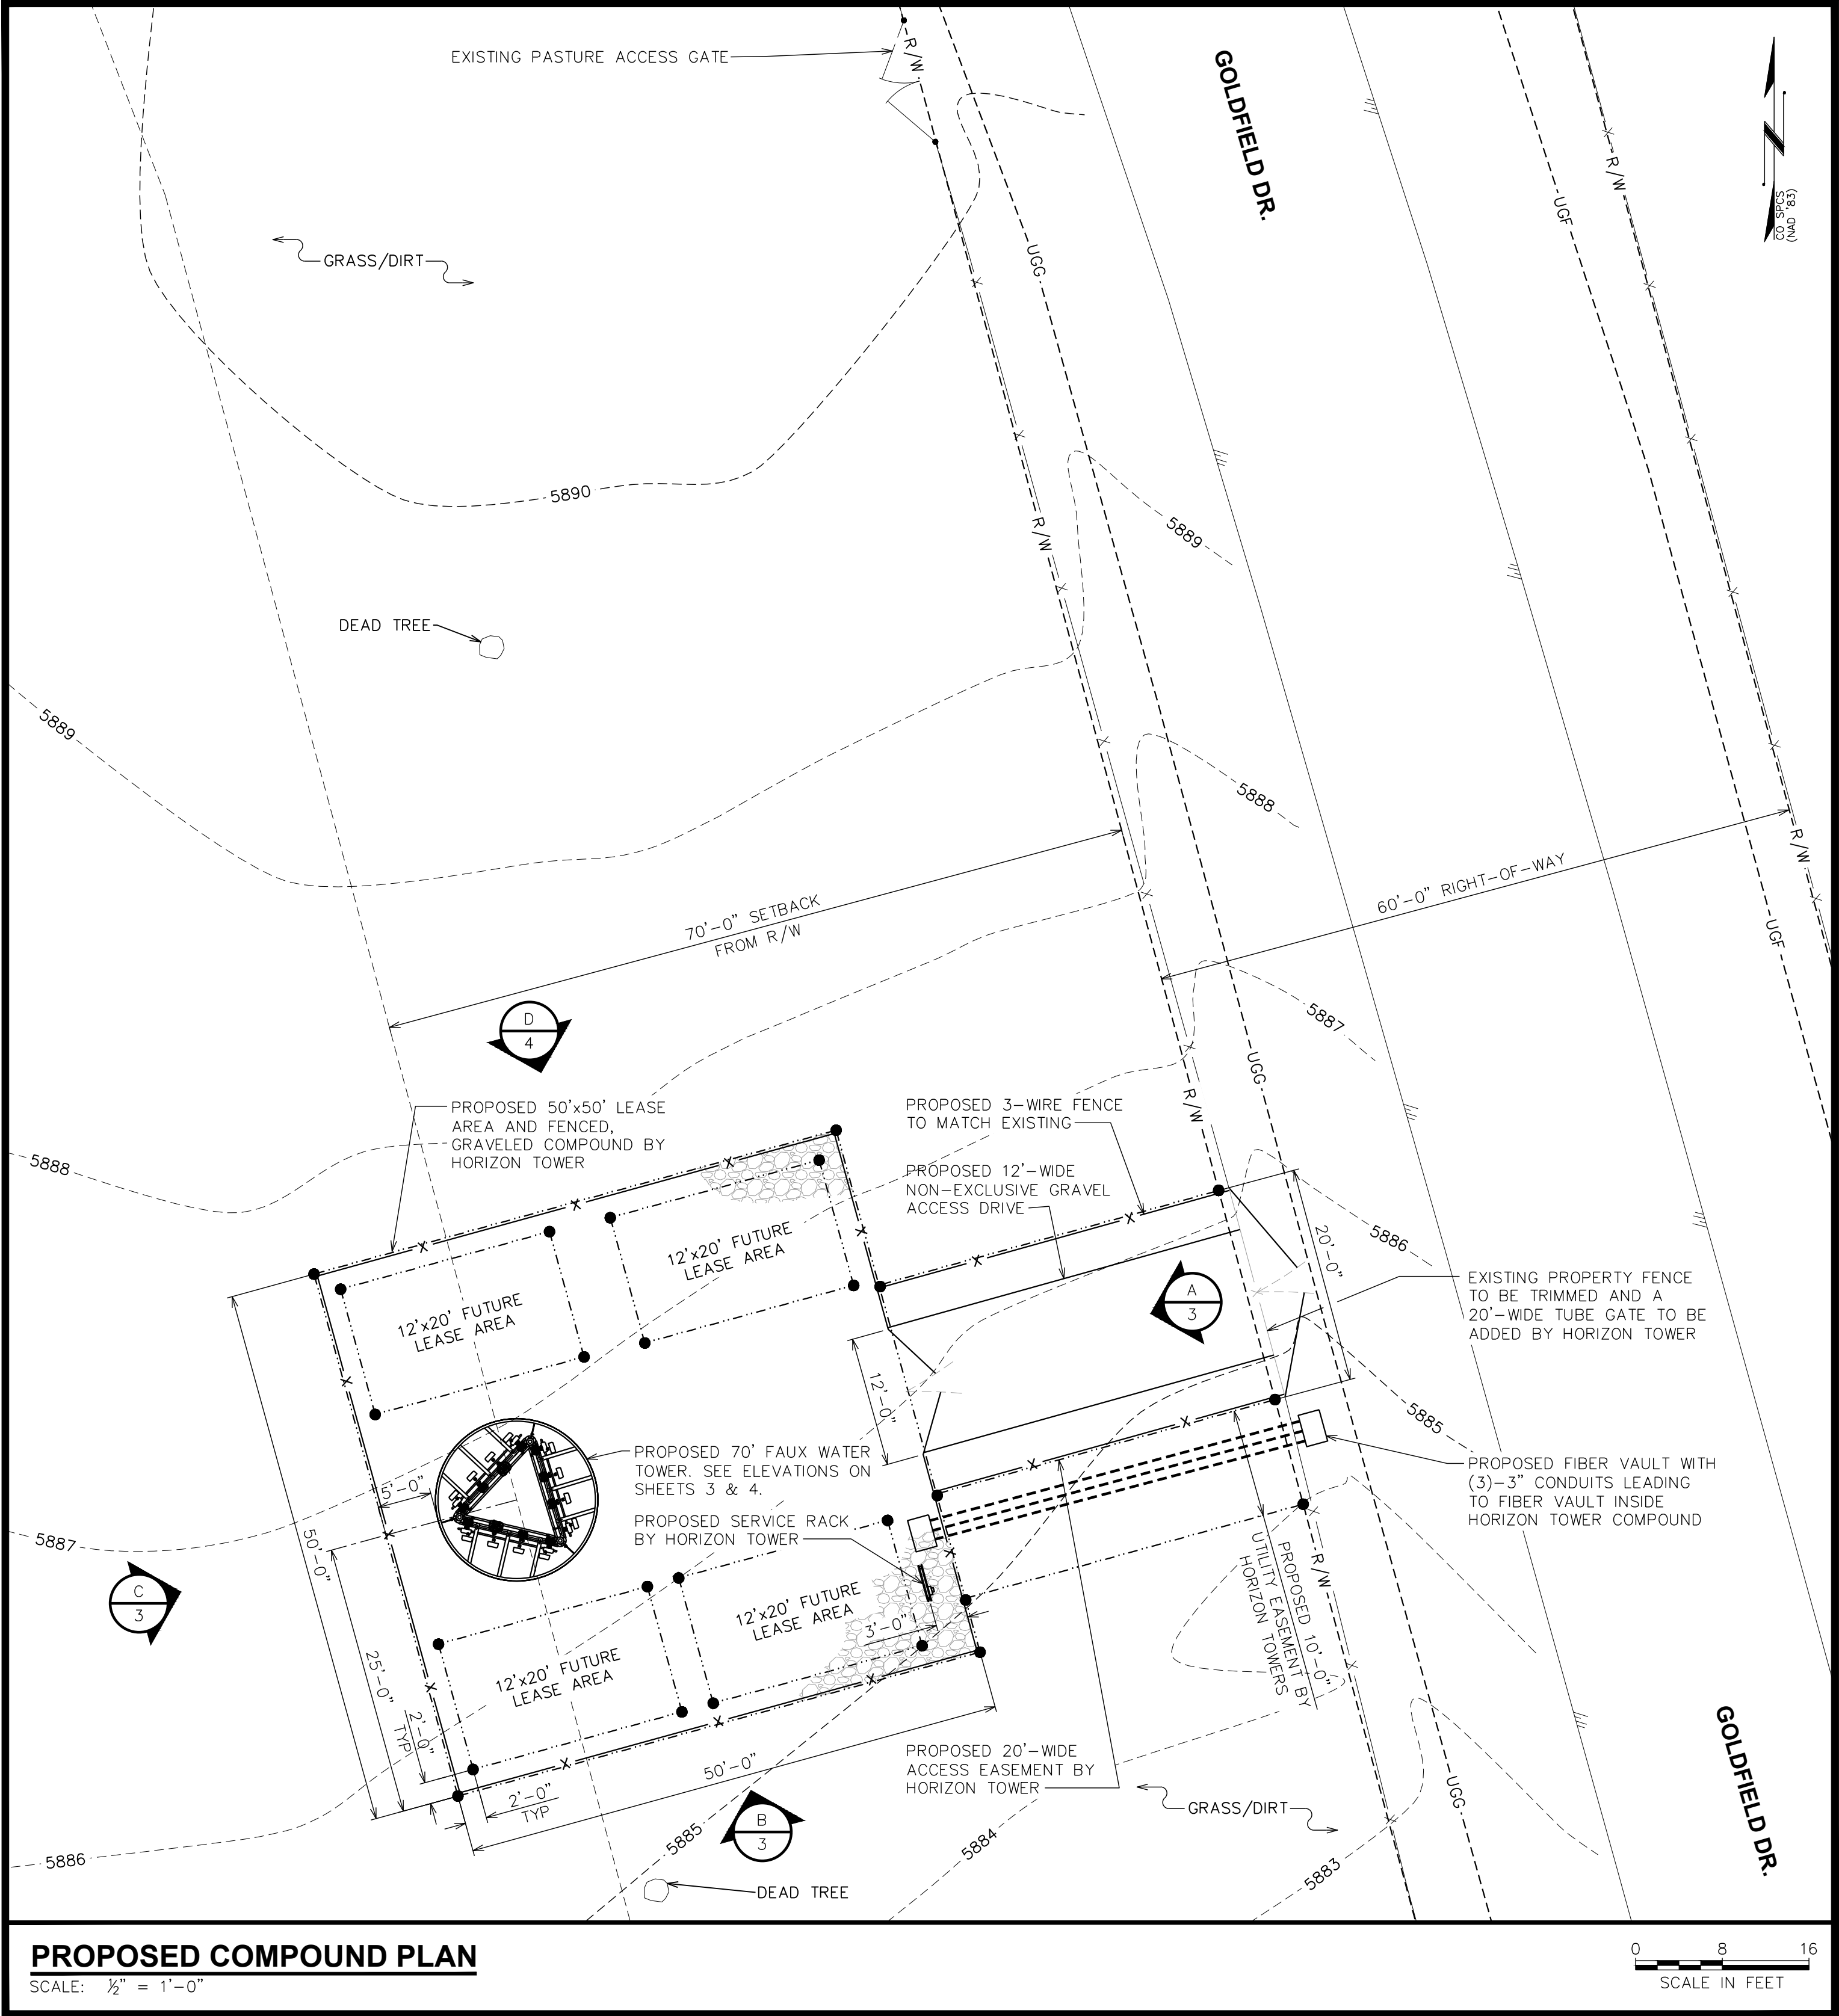 EXISTING PASTURE ACCESS GATE
R/W
GOLDFIELD DR.
R/W
UGF
CO SPCS
(NAD '83)
GRASS/DIRT
UGG
5890
R/W
5889
DEAD TREE
5889
5888
R/W
70'-0" SETBACK
FROM R/W
60'-0" RIGHT-OF-WAY
UGF
5887
D
4
UGG
R/W
PROPOSED 50'x50' LEASE
AREA AND FENCED,
GRAVELED COMPOUND BY
HORIZON TOWER
PROPOSED 3-WIRE FENCE
TO MATCH EXISTING
5888
PROPOSED 12'-WIDE
NON-EXCLUSIVE GRAVEL
ACCESS DRIVE
12'x20' FUTURE
LEASE AREA
12'x20' FUTURE
LEASE AREA
20'-0"
5886
A
3
EXISTING PROPERTY FENCE
TO BE TRIMMED AND A
20'-WIDE TUBE GATE TO BE
ADDED BY HORIZON TOWER
12'-0"
5885
PROPOSED 70' FAUX WATER
TOWER. SEE ELEVATIONS ON
SHEETS 3 & 4.
5'-0"
PROPOSED FIBER VAULT WITH
(3)-3" CONDUITS LEADING
TO FIBER VAULT INSIDE
HORIZON TOWER COMPOUND
PROPOSED SERVICE RACK
BY HORIZON TOWER
5887
50'-0"
C
3
R/W
PROPOSED 10'-0"
UTILITY EASEMENT BY
HORIZON TOWERS
12'x20' FUTURE
LEASE AREA
3'-0"
12'x20' FUTURE
LEASE AREA
25'-0"
2'-0"
TYP
PROPOSED 20'-WIDE
ACCESS EASEMENT BY
HORIZON TOWER
50'-0"
2'-0"
TYP
UGG
GOLDFIELD DR.
GRASS/DIRT
B
3
5885
5884
5886
5883
DEAD TREE
PROPOSED COMPOUND PLAN
SCALE: ½" = 1'-0"
0 8 16
SCALE IN FEET